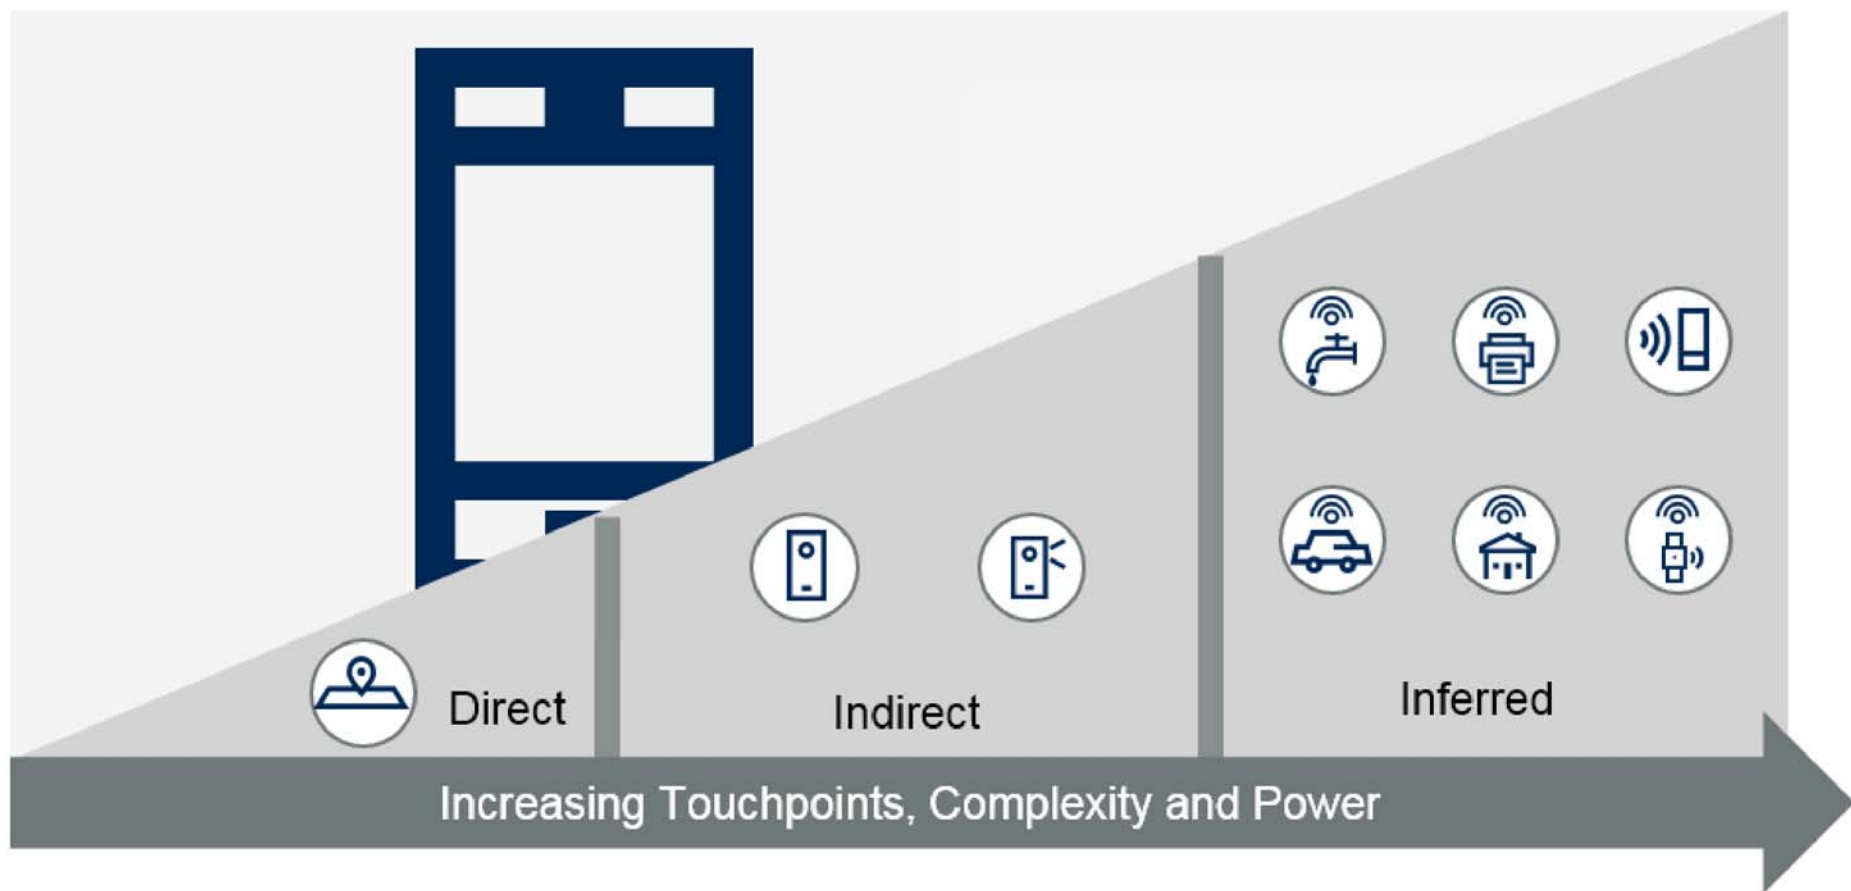 Direct
Indirect
Inferred
Increasing Touchpoints, Complexity and Power